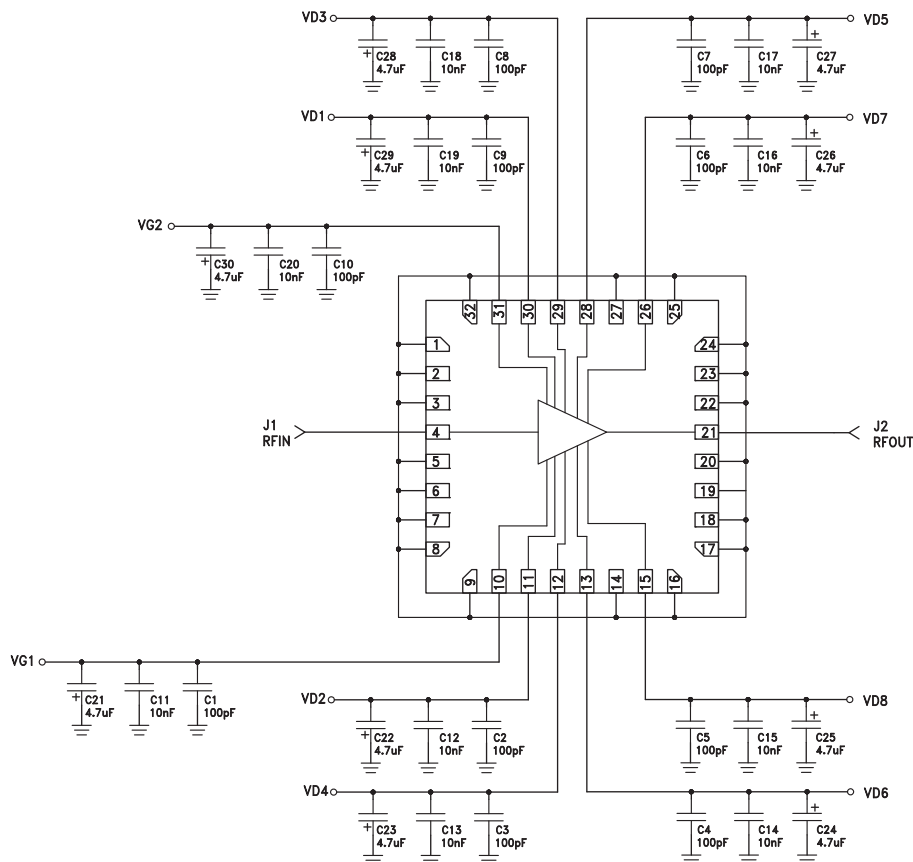 VD3
C28
4.7uF
+
C18
10nF
C8
100pF
C7
100pF
C17
10nF
+
C27
4.7uF
VD5
VD1
C29
4.7uF
+
C19
10nF
C9
100pF
C6
100pF
C16
10nF
+
C26
4.7uF
VD7
VG2
C30
4.7uF
+
C20
10nF
C10
100pF
32
31
30
29
28
27
26
25
1
2
3
4
5
6
7
8
24
23
22
21
20
19
18
17
J1
RFIN
J2
RFOUT
9
10
11
12
13
14
15
16
VG1
C21
4.7uF
+
C11
10nF
C1
100pF
VD2
C22
4.7uF
+
C12
10nF
C2
100pF
C5
100pF
C15
10nF
+
C25
4.7uF
VD8
VD4
C23
4.7uF
+
C13
10nF
C3
100pF
C4
100pF
C14
10nF
+
C24
4.7uF
VD6